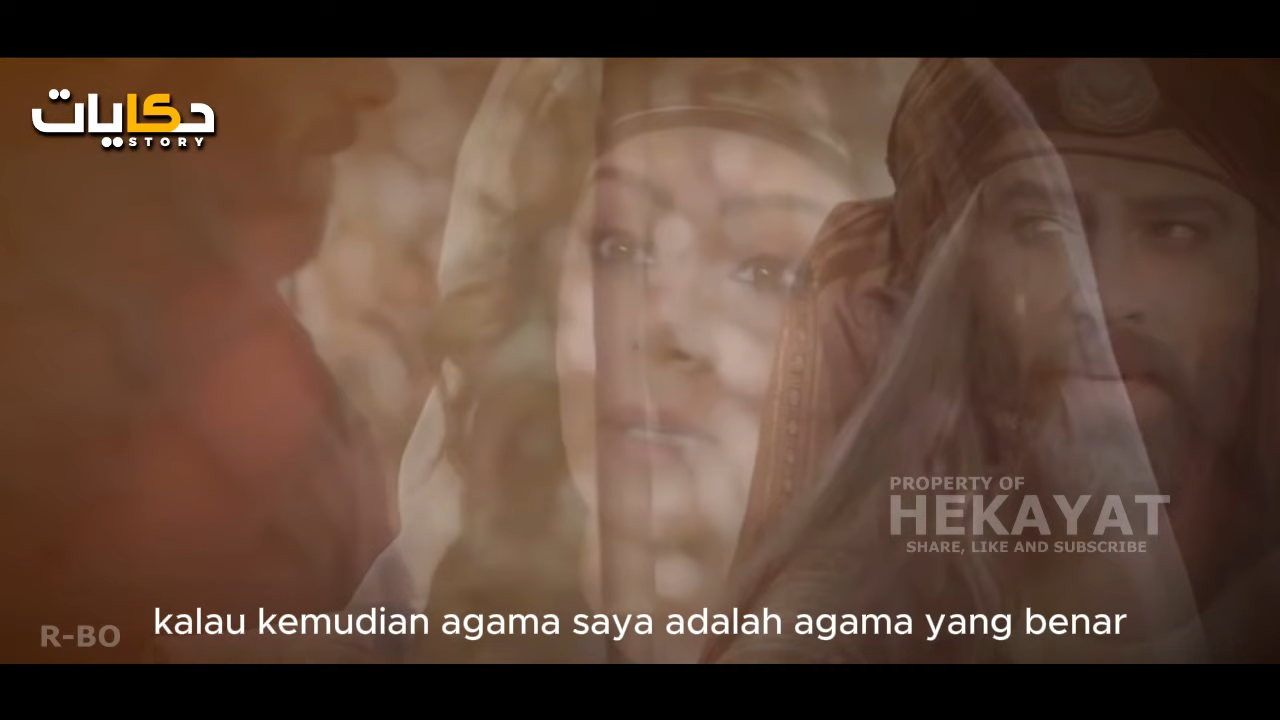 حكايات
STORY
PROPERTY OF
HEKAYAT
SHARE, LIKE AND SUBSCRIBE
kalau kemudian agama saya adalah agama yang benar
R-BO